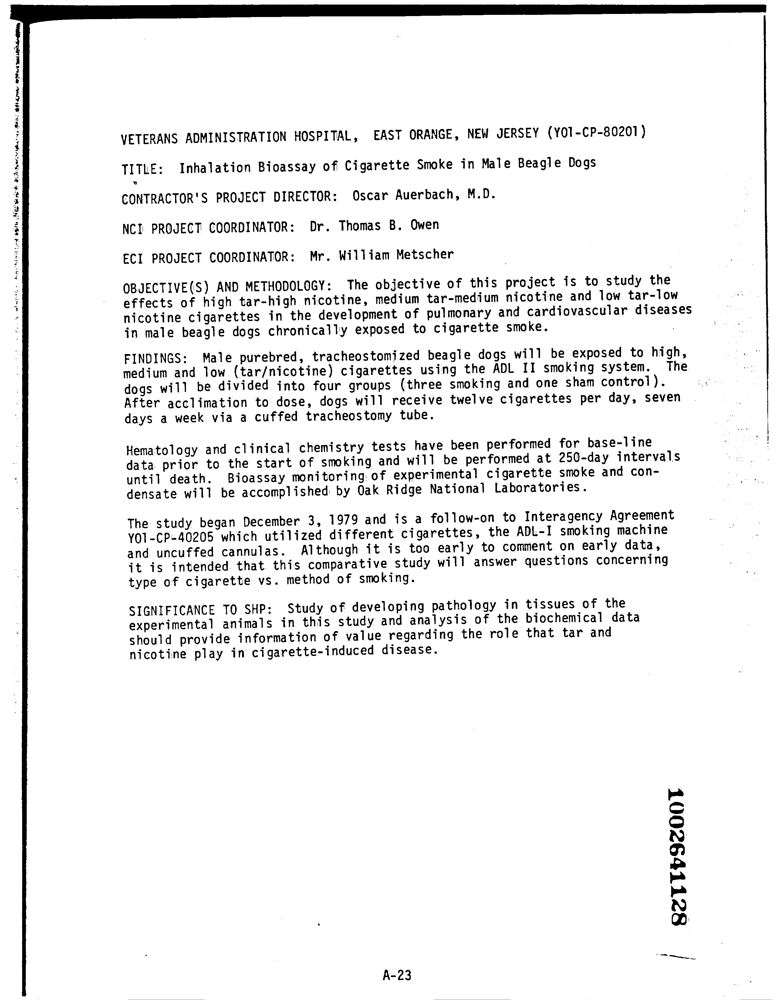 VETERANS ADMINISTRATION HOSPITAL, EAST ORANGE, NEW JERSEY (Y01-CP-80201)
TITLE: Inhalation Bioassay of Cigarette Smoke in Male Beagle Dogs
CONTRACTOR'S PROJECT DIRECTOR: Oscar Auerbach, M.D.
NCI PROJECT COORDINATOR: Dr. Thomas B. Owen
ECI PROJECT COORDINATOR: Mr. William Metscher
OBJECTIVE(S) AND METHODOLOGY: The objective of this project is to study the
effects of high tar-high nicotine, medium tar-medium nicotine and low tar-low
nicotine cigarettes in the development of pulmonary and cardiovascular diseases
in male beagle dogs chronically exposed to cigarette smoke.
FINDINGS: Male purebred, tracheostomized beagle dogs will be exposed to high,
medium and low (tar/nicotine) cigarettes using the ADL II smoking system. The
dogs will be divided into four groups (three smoking and one sham control).
After acclimation to dose, dogs will receive twelve cigarettes per day, seven
days a week via a cuffed tracheostomy tube.
Hematology and clinical chemistry tests have been performed for base-line
data prior to the start of smoking and will be performed at 250-day intervals
until death. Bioassay monitoring of experimental cigarette smoke and con-
densate will be accomplished by Oak Ridge National Laboratories.
The study began December 3, 1979 and is a follow-on to Interagency Agreement
Y01-CP-40205 which utilized different cigarettes, the ADL-I smoking machine
and uncuffed cannulas. Although it is too early to comment on early data,
it is intended that this comparative study will answer questions concerning
type of cigarette vs. method of smoking.
SIGNIFICANCE TO SHP: Study of developing pathology in tissues of the
experimental animals in this study and analysis of the biochemical data
should provide information of value regarding the role that tar and
nicotine play in cigarette-induced disease.
1002641128
A-23